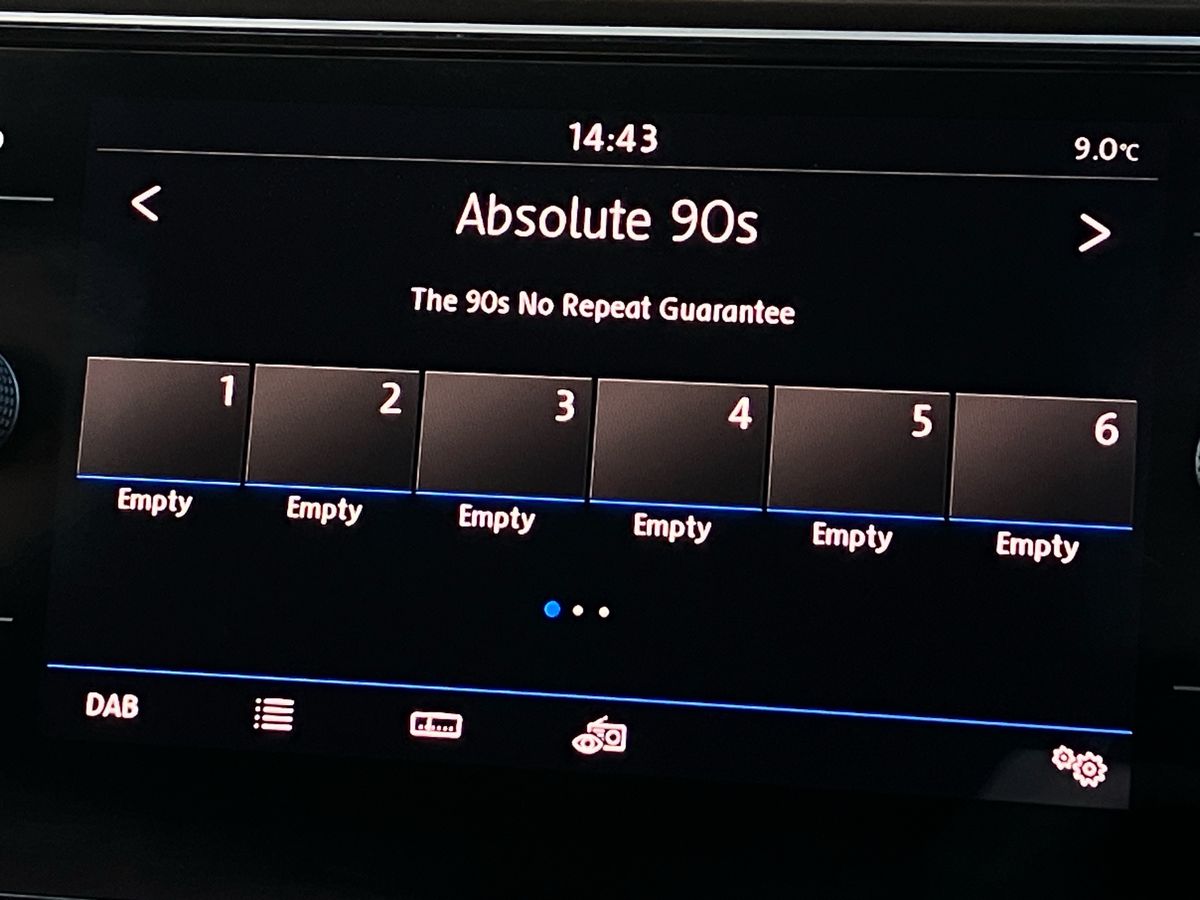 14:43
9.0°C
<
Absolute 90s
>
The 90s No Repeat Guarantee
1 2 3 4 5 6
Empty Empty Empty Empty Empty Empty
DAB